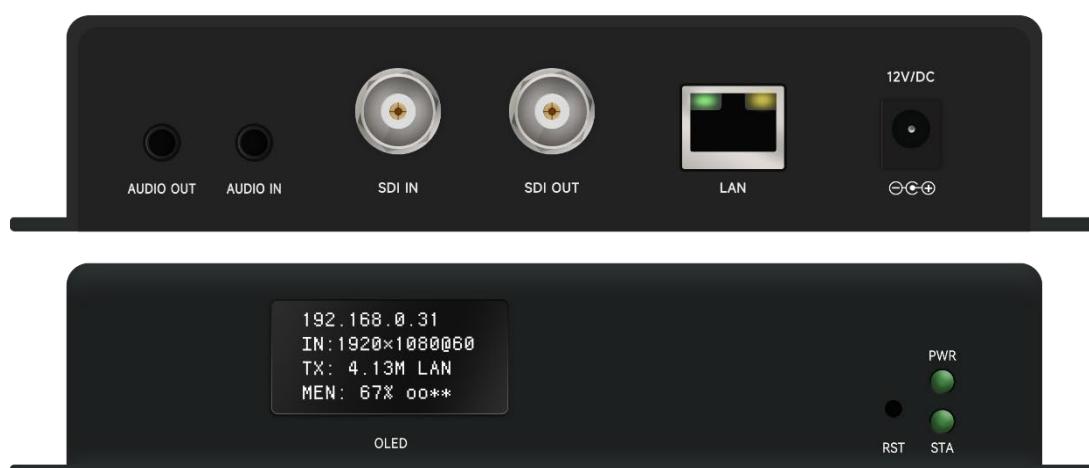 12V/DC
AUDIO OUT
AUDIO IN
SDI IN
SDI OUT
LAN
192.168.0.31
IN:1920×1080@60
TX: 4.13M LAN
MEN: 67% oo**
OLED
PWR
RST
STA